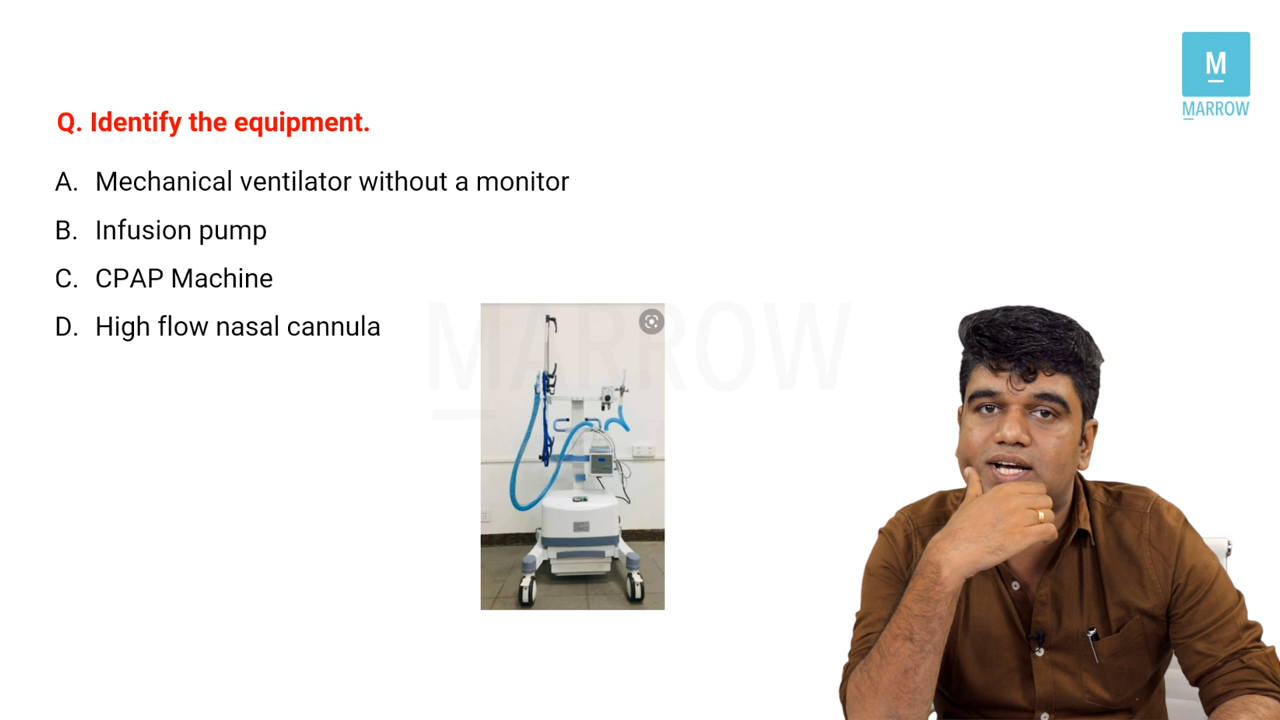 M
MARROW
Q. Identify the equipment.
A. Mechanical ventilator without a monitor
B. Infusion pump
C. CPAP Machine
D. High flow nasal cannula
MARROW